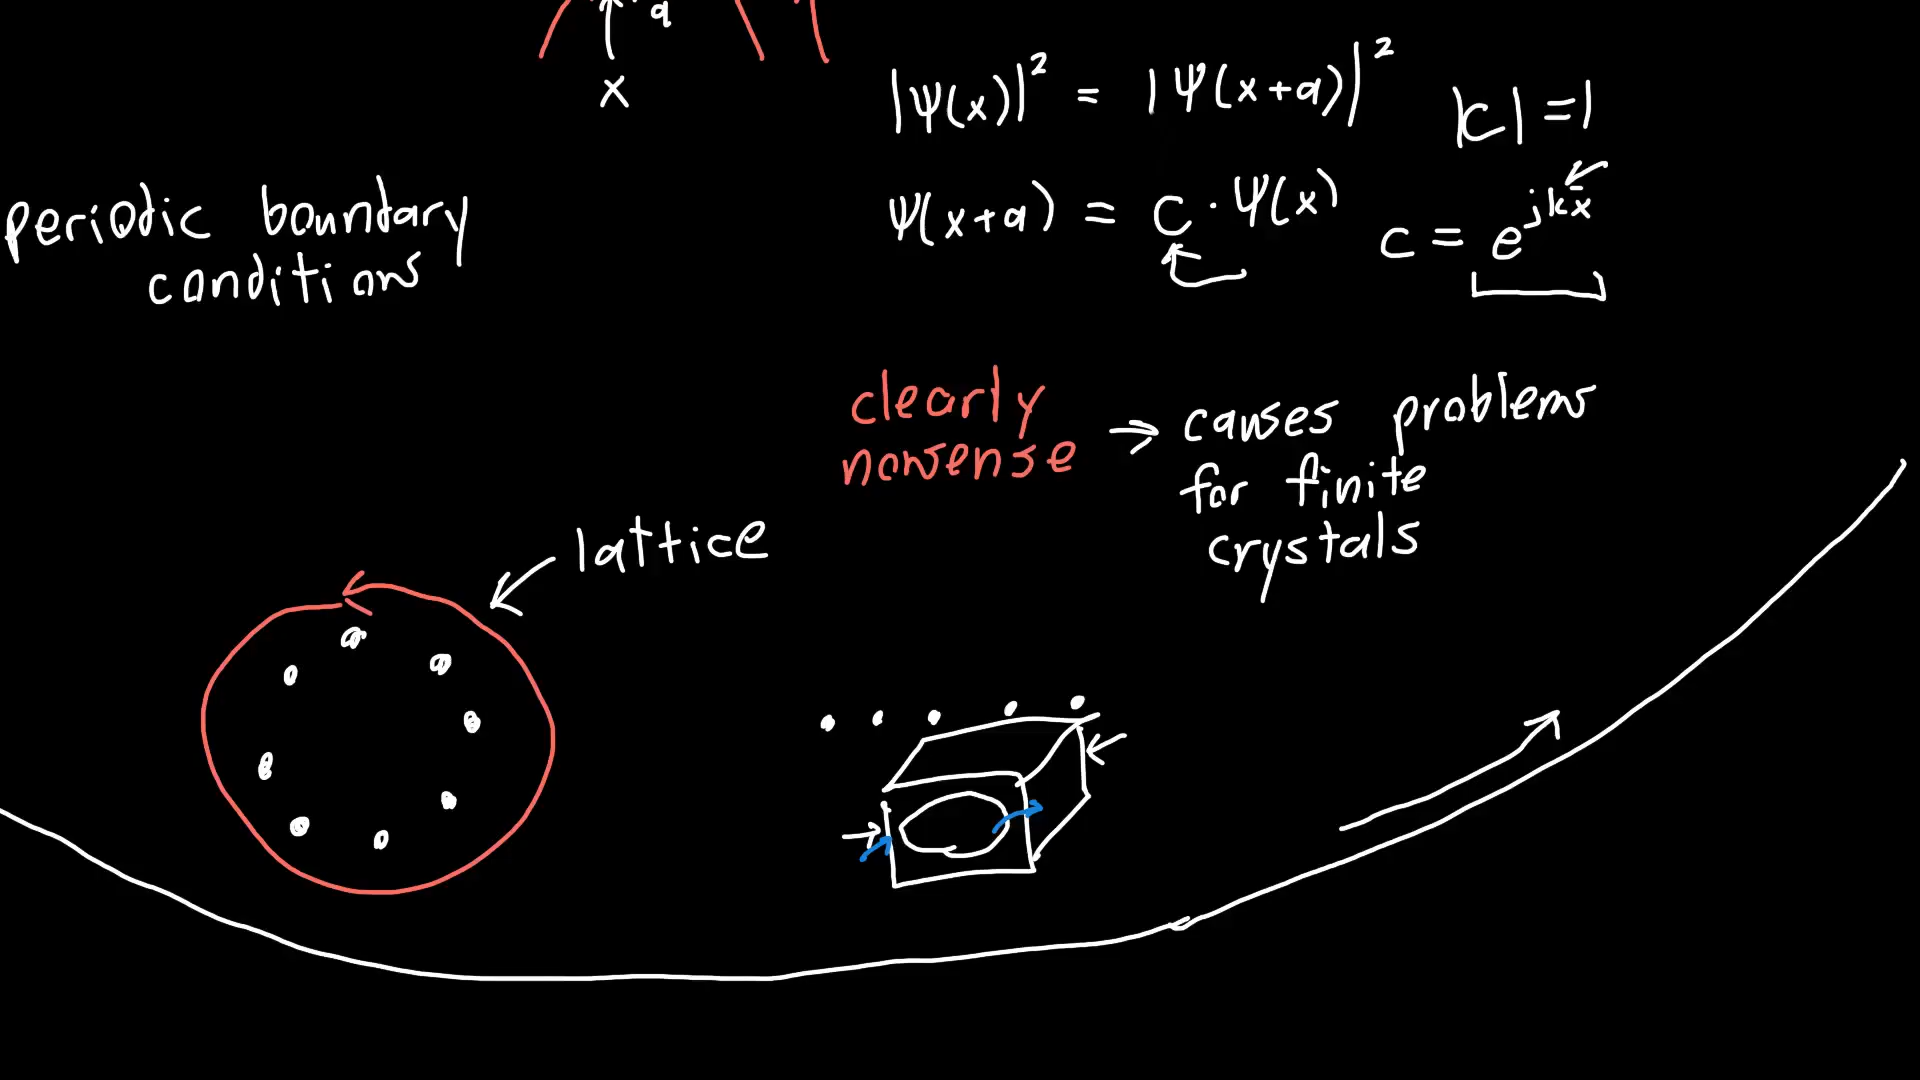 a
x
|ψ(x)|² = |ψ(x+a)|² |c| = 1
ψ(x+a) = c · ψ(x) c = e^{jkx̄}
periodic boundary
conditions
clearly
nonsense
⇒ causes problems
for finite
crystals
lattice